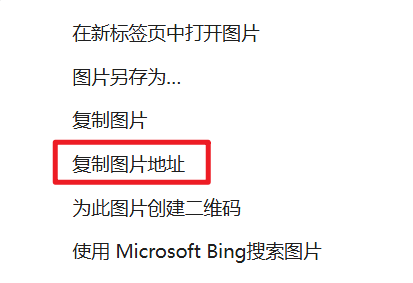 在新标签页中打开图片
图片另存为...
复制图片
复制图片地址
为此图片创建二维码
使用 Microsoft Bing搜索图片